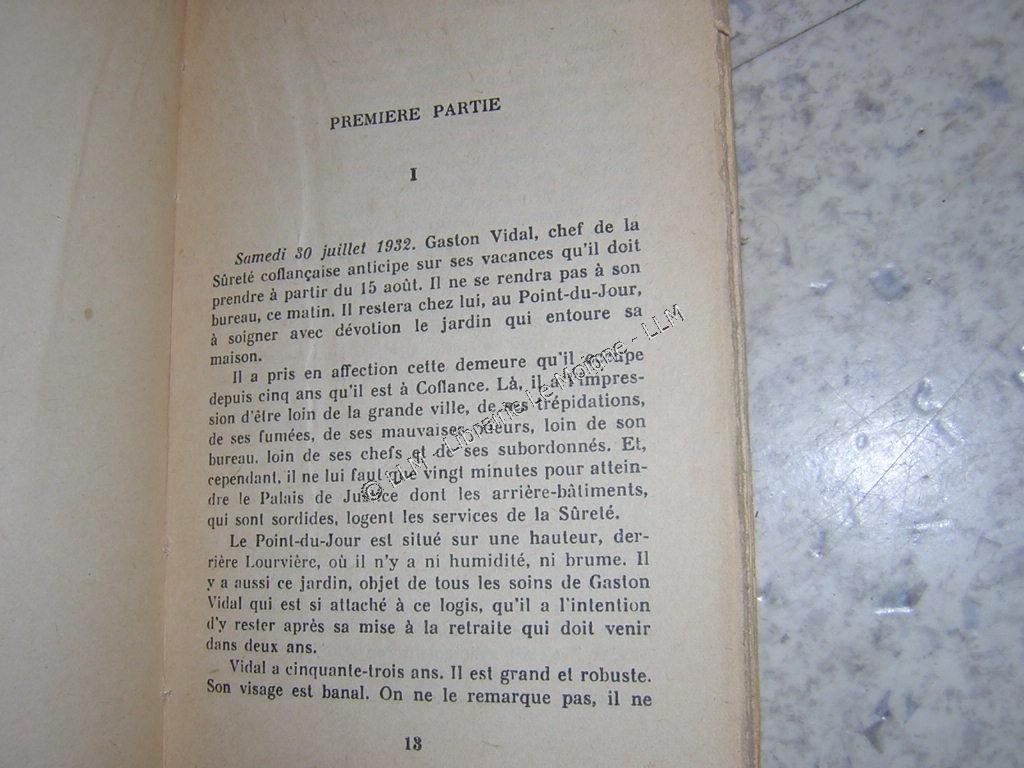 PREMIERE PARTIE
I
Samedi 30 juillet 1932. Gaston Vidal, chef de la
Sûreté coflançaise anticipe sur ses vacances qu'il doit
prendre à partir du 15 août. Il ne se rendra pas à son
bureau, ce matin. Il restera chez lui, au Point-du-Jour,
à soigner avec dévotion le jardin qui entoure sa
maison.
Il a pris en affection cette demeure qu'il occupe
depuis cinq ans qu'il est à Coflance. Là, il a l'impres-
sion d'être loin de la grande ville, de ses trépidations,
de ses fumées, de ses mauvaises odeurs, loin de son
bureau, loin de ses chefs et de ses subordonnés. Et,
cependant, il ne lui faut que vingt minutes pour attein-
dre le Palais de Justice dont les arrière-bâtiments,
qui sont sordides, logent les services de la Sûreté.
Le Point-du-Jour est situé sur une hauteur, der-
rière Lourvière, où il n'y a ni humidité, ni brume. Il
y a aussi ce jardin, objet de tous les soins de Gaston
Vidal qui est si attaché à ce logis, qu'il a l'intention
d'y rester après sa mise à la retraite qui doit venir
dans deux ans.
Vidal a cinquante-trois ans. Il est grand et robuste.
Son visage est banal. On ne le remarque pas, il ne
13
© LLM - Librairie Le Moigne - LLM